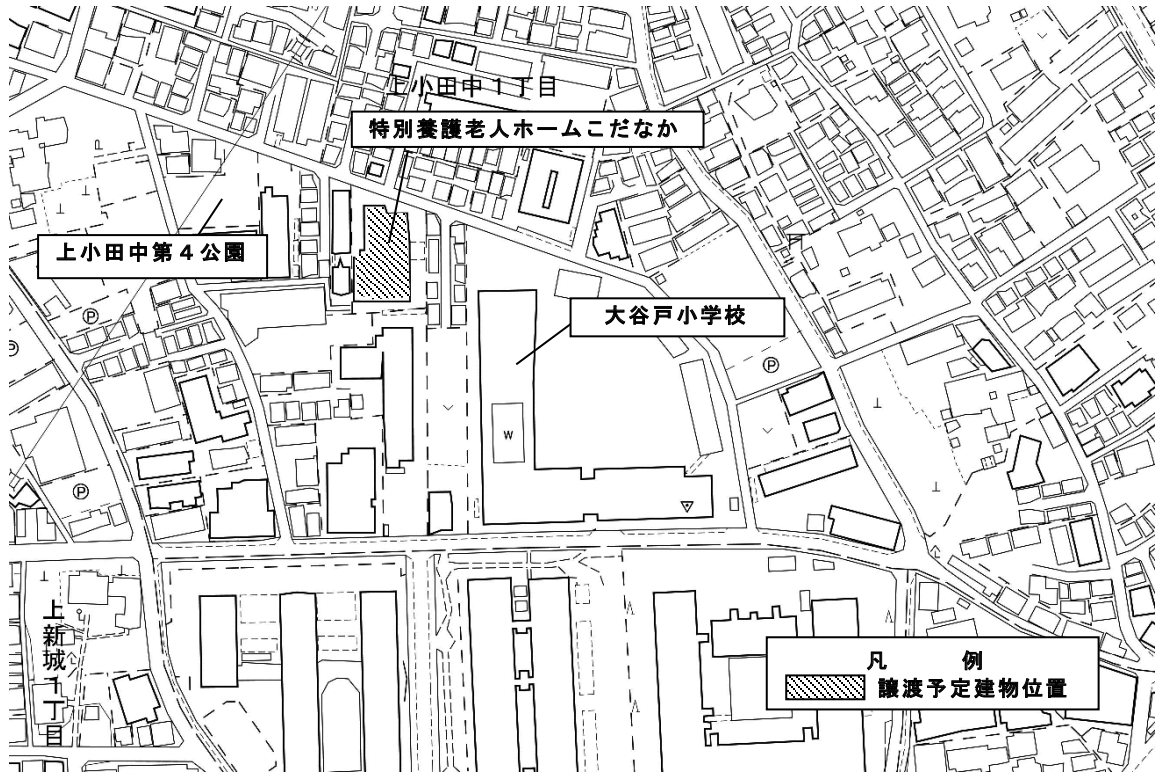 上小田中1丁目
特別養護老人ホームこだなか
上小田中第4公園
大谷戸小学校
P
P
P
P
W
上新城1丁目
凡 例
譲渡予定建物位置